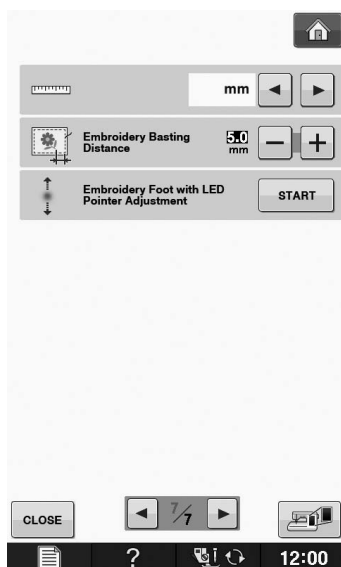 mm
Embroidery Basting
Distance
5.0
mm
Embroidery Foot with LED
Pointer Adjustment
START
CLOSE
7/7
?
12:00